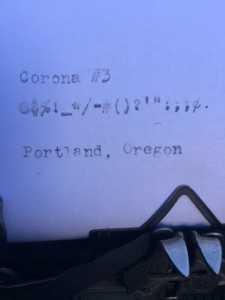 Corona #3
@$%!_*/-#()?'":;;¢.
Portland, Oregon